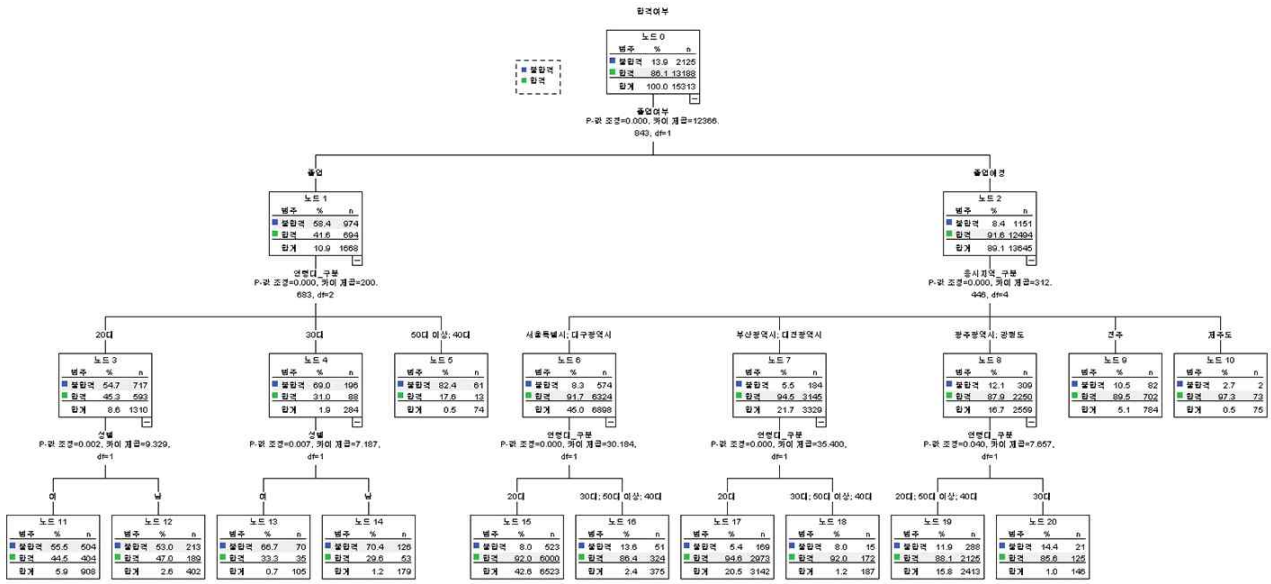 합격여부
노드 0
범주 % n
불합격 13.9 2125
합격 86.1 13188
합계 100.0 15313
불합격
합격
졸업여부
P-값 조정=0.000, 카이 제곱=12366.
843, df=1
졸업
졸업예정
노드 1
범주 % n
불합격 58.4 974
합격 41.6 694
합계 10.9 1668
노드 2
범주 % n
불합격 8.4 1151
합격 91.6 12494
합계 89.1 13645
연령대_구분
P-값 조정=0.000, 카이 제곱=200.
683, df=2
응시지역_구분
P-값 조정=0.000, 카이 제곱=312.
446, df=4
20대
30대
50대 이상; 40대
서울특별시; 대구광역시
부산광역시; 대전광역시
광주광역시; 강원도
전주
제주도
노드 3
범주 % n
불합격 54.7 717
합격 45.3 593
합계 8.6 1310
노드 4
범주 % n
불합격 69.0 196
합격 31.0 88
합계 1.9 284
노드 5
범주 % n
불합격 82.4 61
합격 17.6 13
합계 0.5 74
노드 6
범주 % n
불합격 8.3 574
합격 91.7 6324
합계 45.0 6898
노드 7
범주 % n
불합격 5.5 184
합격 94.5 3145
합계 21.7 3329
노드 8
범주 % n
불합격 12.1 309
합격 87.9 2250
합계 16.7 2559
노드 9
범주 % n
불합격 10.5 82
합격 89.5 702
합계 5.1 784
노드 10
범주 % n
불합격 2.7 2
합격 97.3 73
합계 0.5 75
성별
P-값 조정=0.002, 카이 제곱=9.329,
df=1
성별
P-값 조정=0.007, 카이 제곱=7.187,
df=1
연령대_구분
P-값 조정=0.000, 카이 제곱=30.184,
df=1
연령대_구분
P-값 조정=0.000, 카이 제곱=35.400,
df=1
연령대_구분
P-값 조정=0.040, 카이 제곱=7.657,
df=1
여
남
여
남
20대
30대; 50대 이상; 40대
20대
30대; 50대 이상; 40대
20대; 50대 이상; 40대
30대
노드 11
범주 % n
불합격 55.5 504
합격 44.5 404
합계 5.9 908
노드 12
범주 % n
불합격 53.0 213
합격 47.0 189
합계 2.6 402
노드 13
범주 % n
불합격 66.7 70
합격 33.3 35
합계 0.7 105
노드 14
범주 % n
불합격 70.4 126
합격 29.6 53
합계 1.2 179
노드 15
범주 % n
불합격 8.0 523
합격 92.0 6000
합계 42.6 6523
노드 16
범주 % n
불합격 13.6 51
합격 86.4 324
합계 2.4 375
노드 17
범주 % n
불합격 5.4 169
합격 94.6 2973
합계 20.5 3142
노드 18
범주 % n
불합격 8.0 15
합격 92.0 172
합계 1.2 187
노드 19
범주 % n
불합격 11.9 288
합격 88.1 2125
합계 15.8 2413
노드 20
범주 % n
불합격 14.4 21
합격 85.6 125
합계 1.0 146